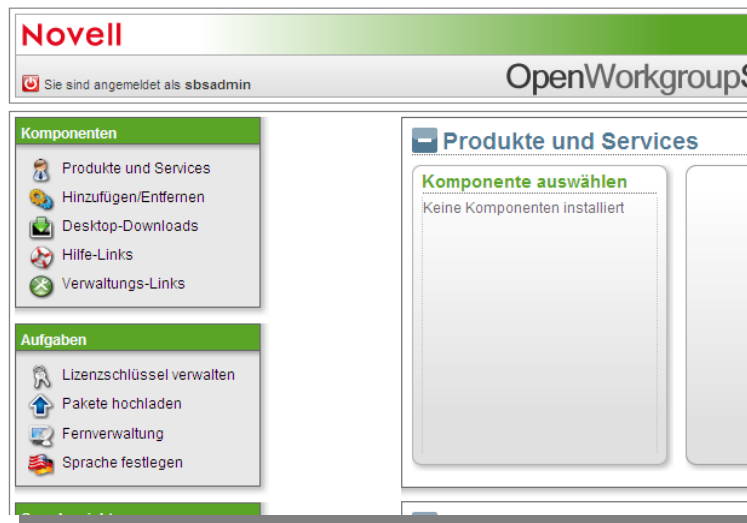 Novell
Sie sind angemeldet als sbsadmin
OpenWorkgroupS
Komponenten
Produkte und Services
Hinzufügen/Entfernen
Desktop-Downloads
Hilfe-Links
Verwaltungs-Links
Aufgaben
Lizenzschlüssel verwalten
Pakete hochladen
Fernverwaltung
Sprache festlegen
Produkte und Services
Komponente auswählen
Keine Komponenten installiert